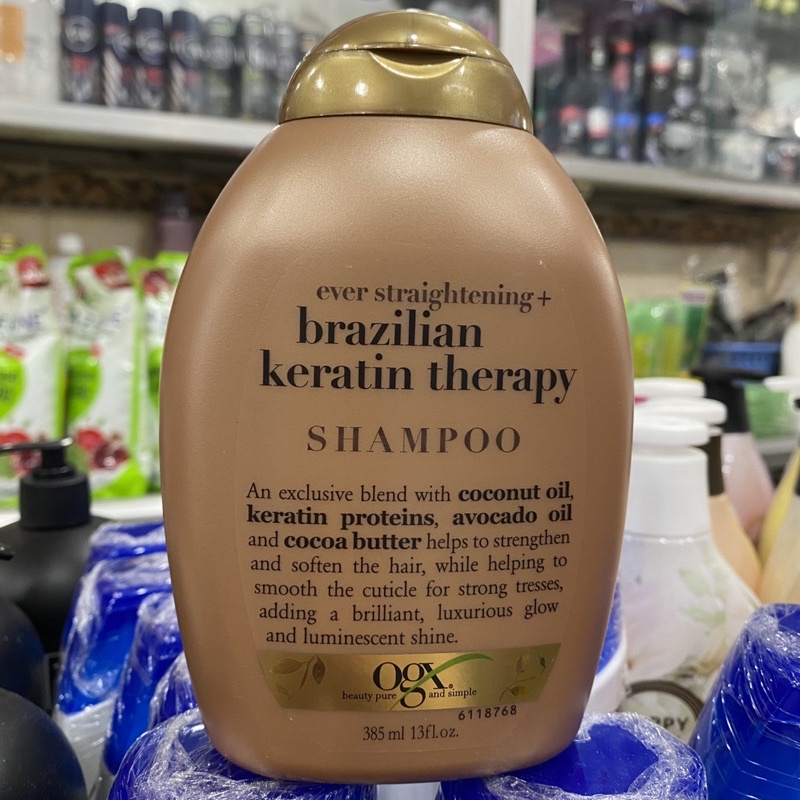 ever straightening+
brazilian
keratin therapy
SHAMPOO
An exclusive blend with coconut oil,
keratin proteins, avocado oil
and cocoa butter helps to strengthen
and soften the hair, while helping to
smooth the cuticle for strong tresses,
adding a brilliant, luxurious glow
and luminescent shine.
ogx®
beauty pure and simple
6118768
385 ml 13fl.oz.